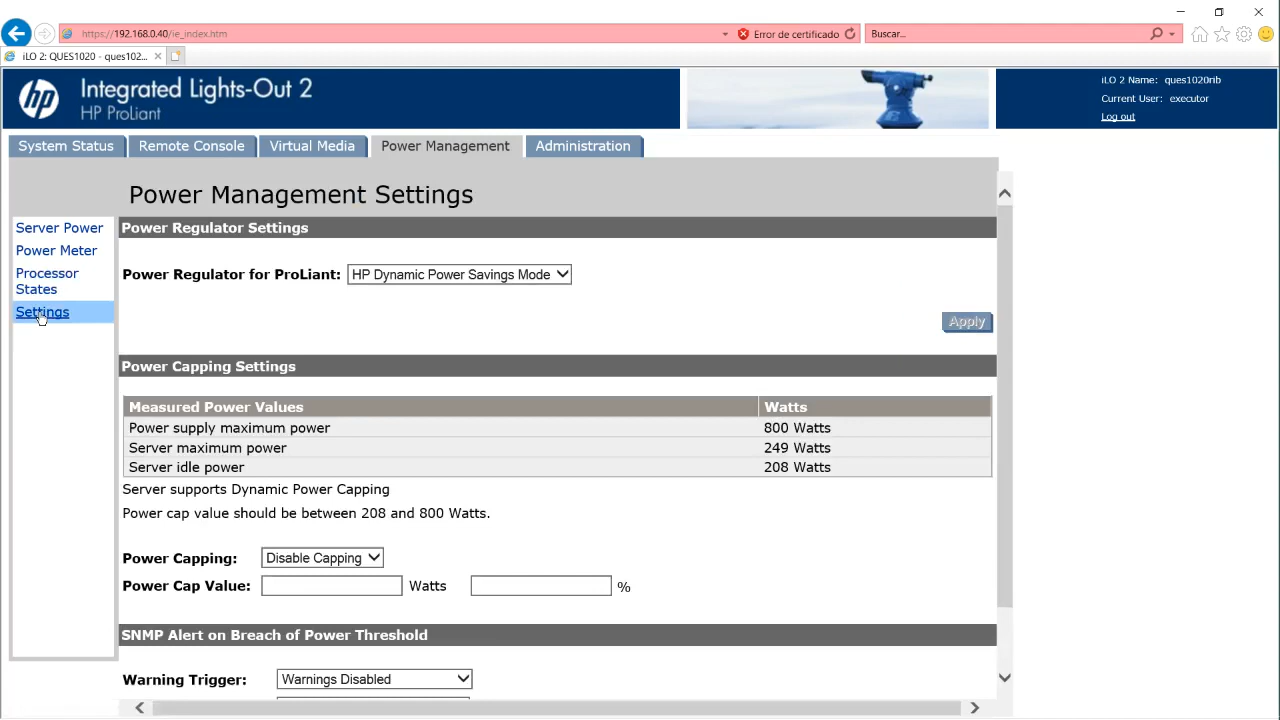 https://192.168.0.40/ie_index.htm
Error de certificado
Buscar...
iLO 2: QUES1020 - ques102...
hp
Integrated Lights-Out 2
HP ProLiant
iLO 2 Name: ques1020rib
Current User: executor
Log out
System Status
Remote Console
Virtual Media
Power Management
Administration
Power Management Settings
Server Power
Power Meter
Processor
States
Settings
Power Regulator Settings
Power Regulator for ProLiant: HP Dynamic Power Savings Mode
Apply
Power Capping Settings
Measured Power Values Watts
Power supply maximum power 800 Watts
Server maximum power 249 Watts
Server idle power 208 Watts
Server supports Dynamic Power Capping
Power cap value should be between 208 and 800 Watts.
Power Capping: Disable Capping
Power Cap Value: Watts %
SNMP Alert on Breach of Power Threshold
Warning Trigger: Warnings Disabled